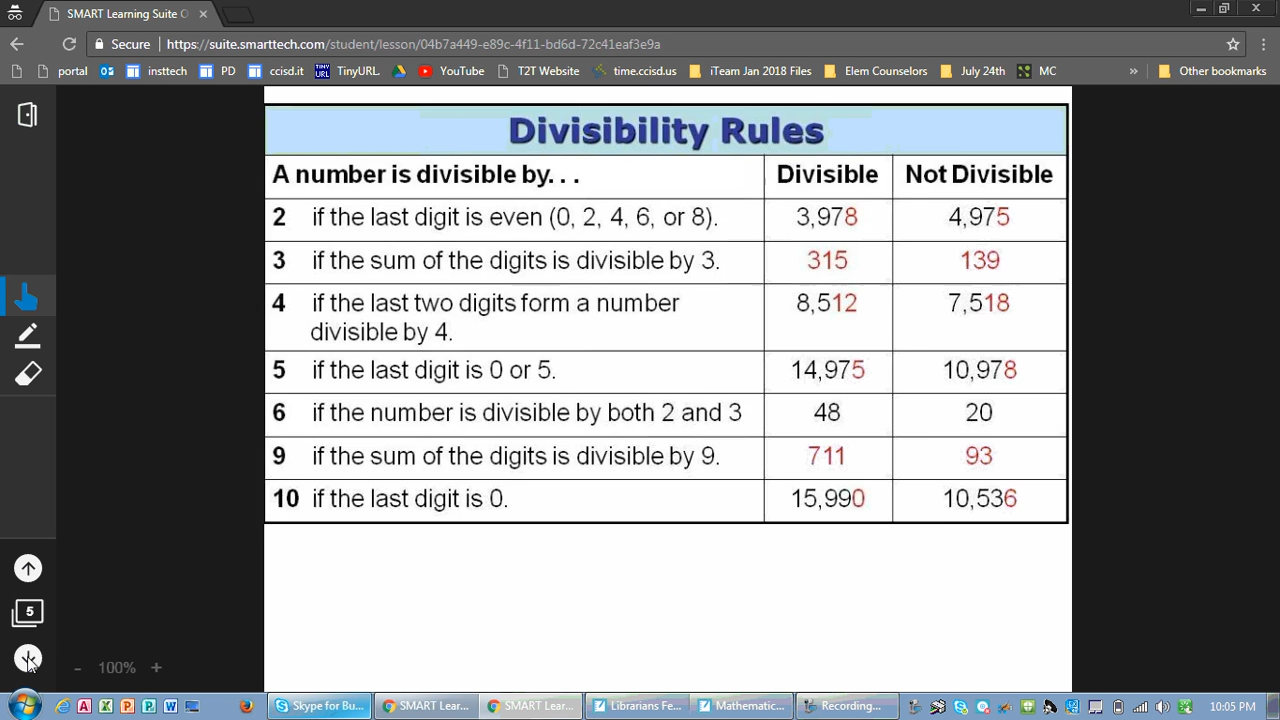 SMART Learning Suite O
Secure https://suite.smarttech.com/student/lesson/04b7a449-e89c-4f11-bd6d-72c41eaf3e9a
portal insttech PD ccisd.it TinyURL YouTube T2T Website time.ccisd.us iTeam Jan 2018 Files Elem Counselors July 24th MC » Other bookmarks
Divisibility Rules
A number is divisible by. . . Divisible Not Divisible
2 if the last digit is even (0, 2, 4, 6, or 8). 3,978 4,975
3 if the sum of the digits is divisible by 3. 315 139
4 if the last two digits form a number 8,512 7,518
divisible by 4.
5 if the last digit is 0 or 5. 14,975 10,978
6 if the number is divisible by both 2 and 3 48 20
9 if the sum of the digits is divisible by 9. 711 93
10 if the last digit is 0. 15,990 10,536
5
- 100% +
Skype for Bu... SMART Lear... SMART Lear... Librarians Fe... Mathematic... Recording... 10:05 PM